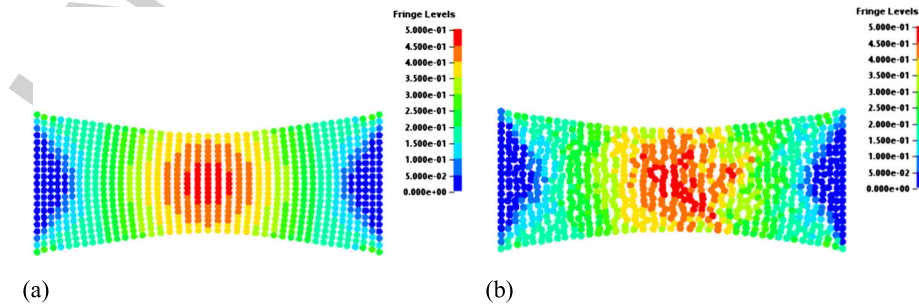 Fringe Levels
5.000e-01
4.500e-01
4.000e-01
3.500e-01
3.000e-01
2.500e-01
2.000e-01
1.500e-01
1.000e-01
5.000e-02
0.000e+00
(a)
Fringe Levels
5.000e-01
4.500e-01
4.000e-01
3.500e-01
3.000e-01
2.500e-01
2.000e-01
1.500e-01
1.000e-01
5.000e-02
0.000e+00
(b)